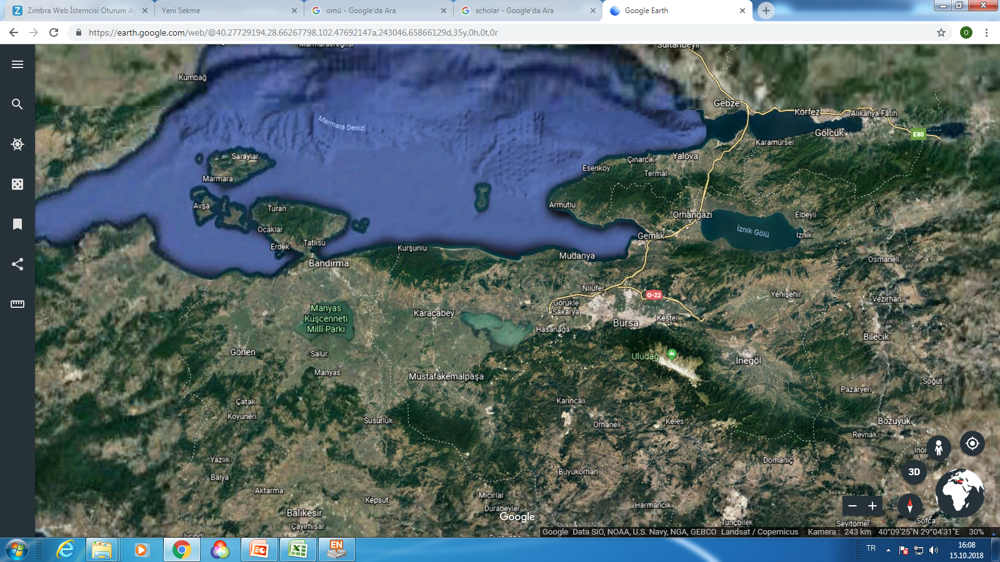 Zimbra Web İstemcisi Oturum Aç
Yeni Sekme
omü - Google'da Ara
scholar - Google'da Ara
Google Earth
https://earth.google.com/web/@40.27729194,28.66267798,102.47692147a,243046.65866129d,35y,0h,0t,0r
O
Marmaraereğlisi
Sultanbeyli
Kumbağ
Gebze
Körfez
Alikahya-Fatih
Marmara Denizi
Gölcük
E80
Karamürsel
Saraylar
Çınarcık
Yalova
Esenköy
Termal
Marmara
Avşa
Turan
Armutlu
Orhangazi
Elbeyli
Ocaklar
İznik Gölü
İznik
Gemlik
Tatlısu
Erdek
Kurşunlu
Mudanya
Osmaneli
Bandırma
Nilüfer
O-22
Yenişehir
Vezirhan
Görükle
Sakarya
Manyas
Kuşcenneti
Millî Parkı
Karacabey
Kestel
Bursa
Hasanağa
Bilecik
Gönen
Salur
Uludağ
İnegöl
Manyas
Mustafakemalpaşa
Söğüt
Pazaryeri
Çatak
Karıncalı
Koyuneri
Susurluk
Orhaneli
Keles
Bozüyük
Revnak
İnön
Yazlık
Domaniç
Balya
Büyükorhan
3D
Aktarma
Mıcırlar
Kepsut
Durabeyler
Harmancık
Balıkesir
Google
Tunçbilek
Seyitömer
Sofça
Çayırhisar
İvrindi
Google Data SIO, NOAA, U.S. Navy, NGA, GEBCO Landsat / Copernicus Kamera : 243 km 40°09'25"N 29°04'31"E 30%
EN
TR
16:08
15.10.2018